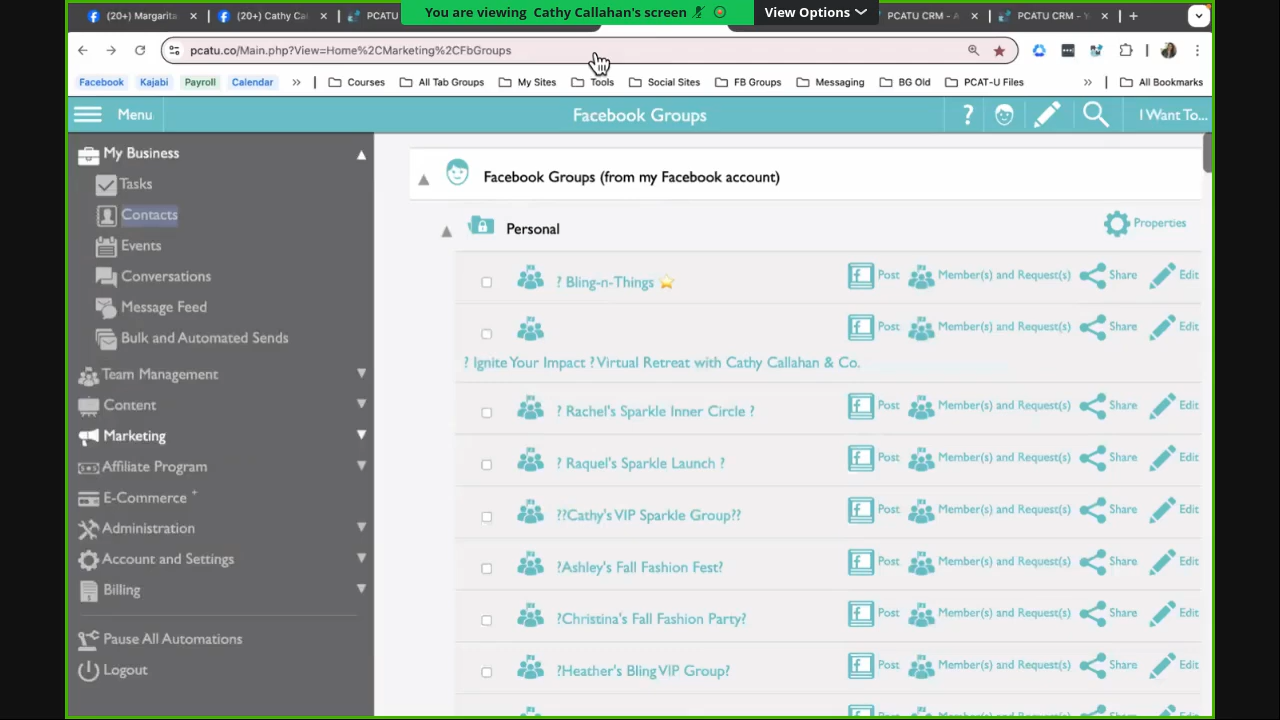 (20+) Margarita
(20+) Cathy Cal
PCATU
You are viewing Cathy Callahan's screen
View Options
PCATU CRM - A
PCATU CRM - Y
pcatu.co/Main.php?View=Home%2CMarketing%2CFbGroups
Facebook Kajabi Payroll Calendar » Courses All Tab Groups My Sites Tools Social Sites FB Groups Messaging BG Old PCAT-U Files » All Bookmarks
Menu
Facebook Groups
? I Want To...
My Business
Tasks
Contacts
Events
Conversations
Message Feed
Bulk and Automated Sends
Team Management
Content
Marketing
Affiliate Program
E-Commerce +
Administration
Account and Settings
Billing
Pause All Automations
Logout
Facebook Groups (from my Facebook account)
Personal
Properties
? Bling-n-Things ⭐
Post Member(s) and Request(s) Share Edit
Post Member(s) and Request(s) Share Edit
? Ignite Your Impact ? Virtual Retreat with Cathy Callahan & Co.
? Rachel's Sparkle Inner Circle ?
Post Member(s) and Request(s) Share Edit
? Raquel's Sparkle Launch ?
Post Member(s) and Request(s) Share Edit
??Cathy's VIP Sparkle Group??
Post Member(s) and Request(s) Share Edit
?Ashley's Fall Fashion Fest?
Post Member(s) and Request(s) Share Edit
?Christina's Fall Fashion Party?
Post Member(s) and Request(s) Share Edit
?Heather's Bling VIP Group?
Post Member(s) and Request(s) Share Edit